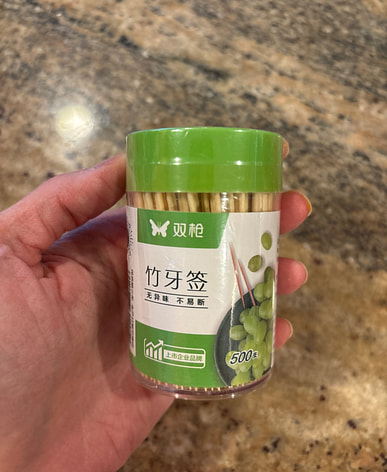 双枪
竹牙签
无异味 不易断
上市企业品牌
500支